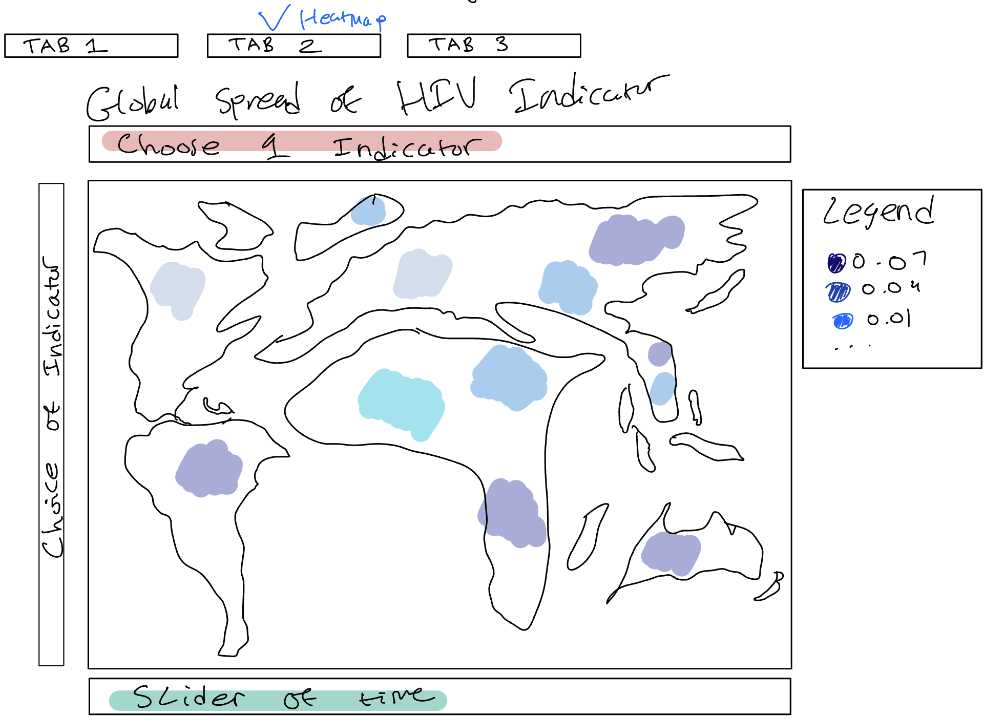 ✓ Heatmap
TAB 1 TAB 2 TAB 3
Global Spread of HIV Indiccatur
Choose 1 Indicator
Choice of Indicator
Legend
0.07
0.04
0.01
...
Slider of time